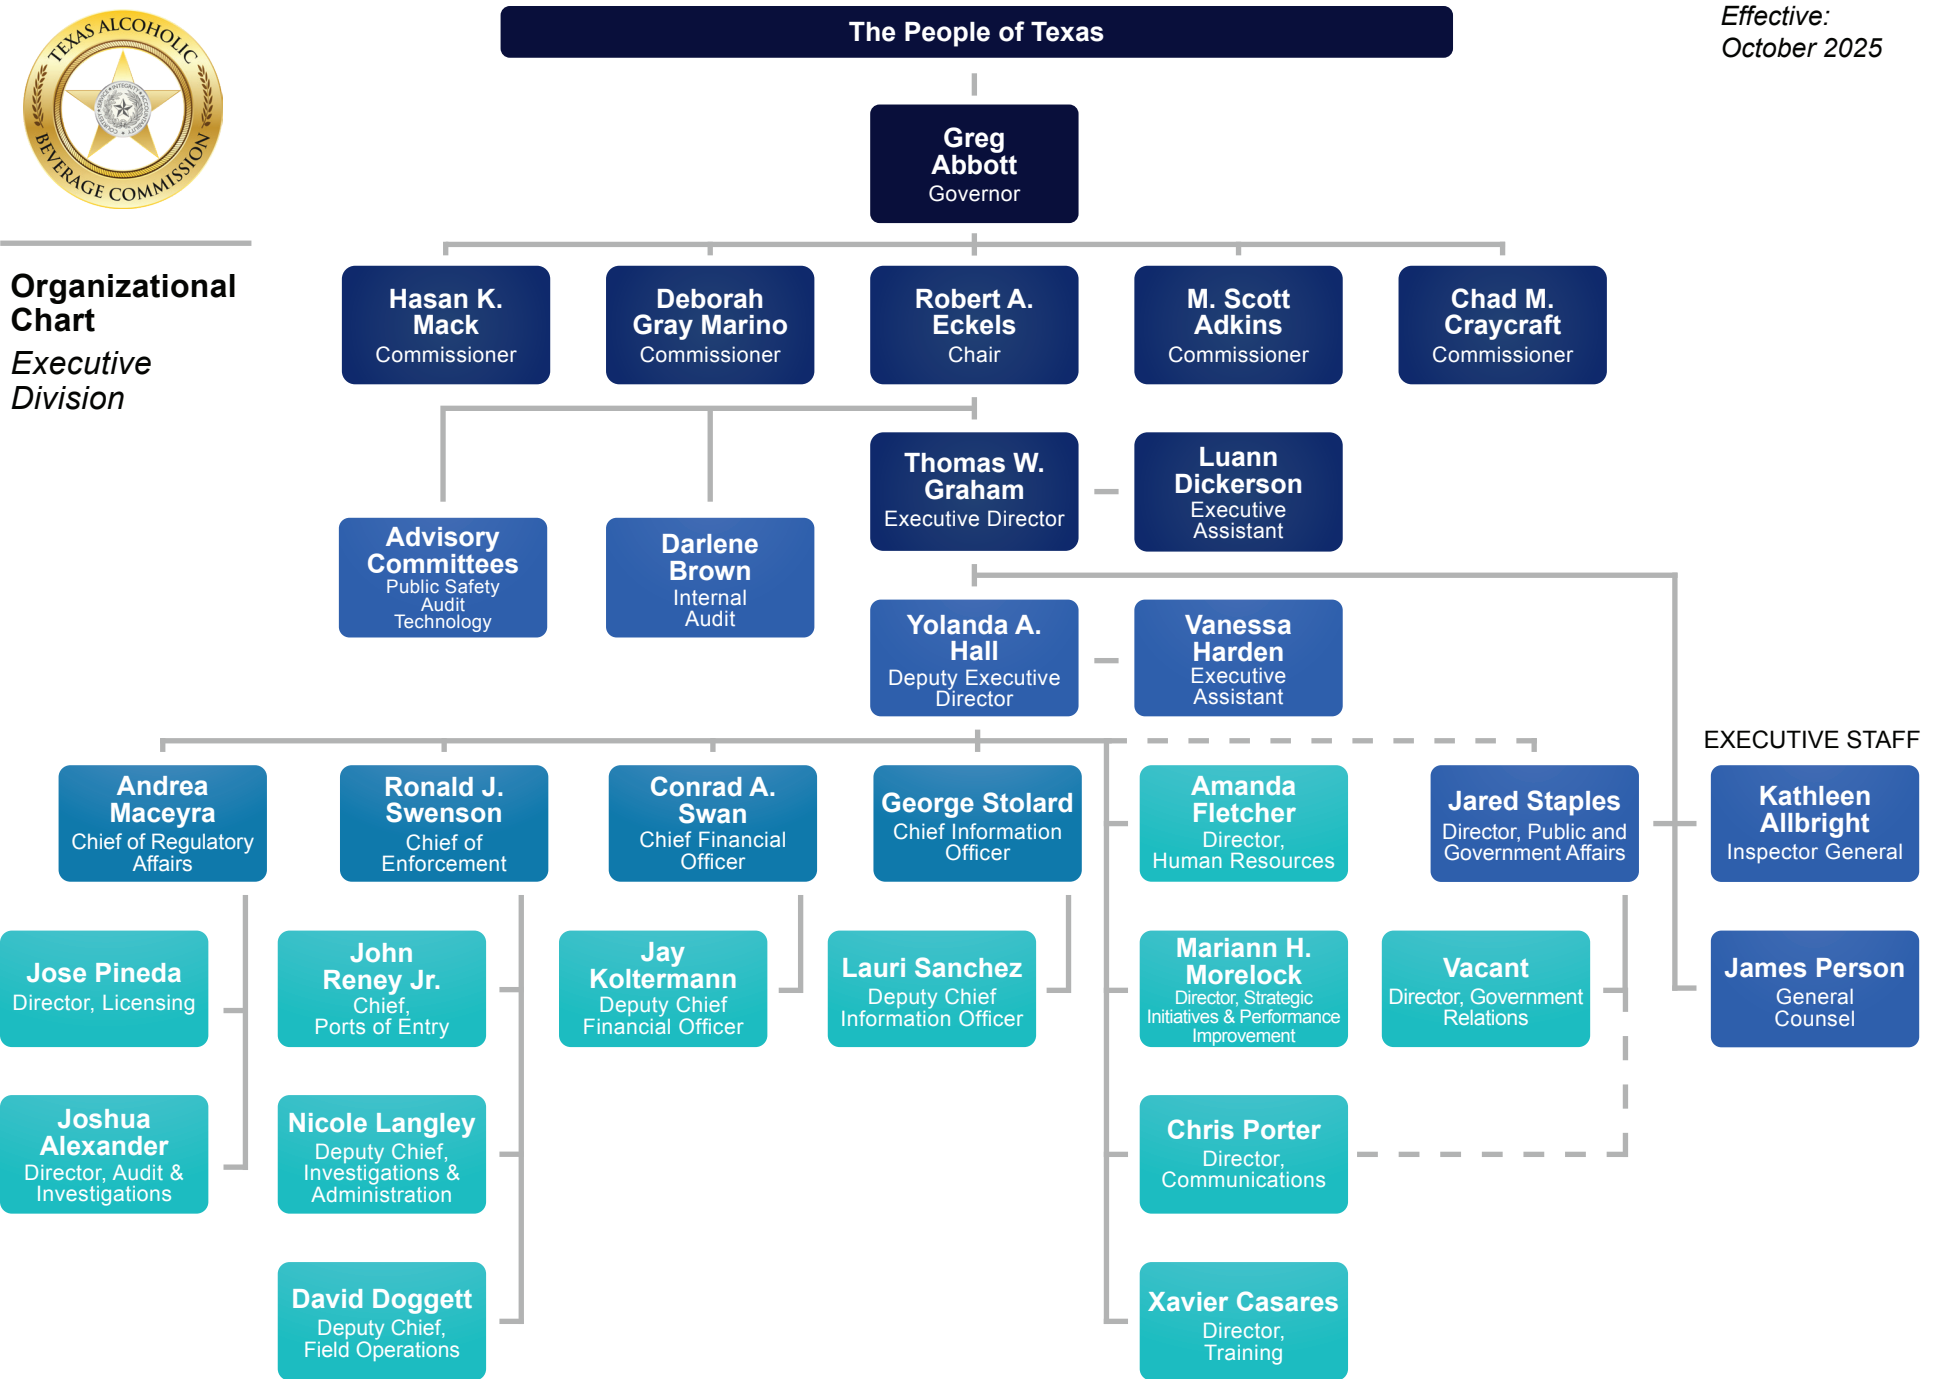 TEXAS ALCOHOLIC
BEVERAGE COMMISSION
The People of Texas
Effective:
October 2025
Greg
Abbott
Governor
Organizational
Chart
Executive
Division
Hasan K.
Mack
Commissioner
Deborah
Gray Marino
Commissioner
Robert A.
Eckels
Chair
M. Scott
Adkins
Commissioner
Chad M.
Craycraft
Commissioner
Thomas W.
Graham
Executive Director
Luann
Dickerson
Executive
Assistant
Advisory
Committees
Public Safety
Audit
Technology
Darlene
Brown
Internal
Audit
Yolanda A.
Hall
Deputy Executive
Director
Vanessa
Harden
Executive
Assistant
EXECUTIVE STAFF
Andrea
Maceyra
Chief of Regulatory
Affairs
Ronald J.
Swenson
Chief of
Enforcement
Conrad A.
Swan
Chief Financial
Officer
George Stolard
Chief Information
Officer
Amanda
Fletcher
Director,
Human Resources
Jared Staples
Director, Public and
Government Affairs
Kathleen
Allbright
Inspector General
Jose Pineda
Director, Licensing
John
Reney Jr.
Chief,
Ports of Entry
Jay
Koltermann
Deputy Chief
Financial Officer
Lauri Sanchez
Deputy Chief
Information Officer
Mariann H.
Morelock
Director, Strategic
Initiatives & Performance
Improvement
Vacant
Director, Government
Relations
James Person
General
Counsel
Joshua
Alexander
Director, Audit &
Investigations
Nicole Langley
Deputy Chief,
Investigations &
Administration
Chris Porter
Director,
Communications
David Doggett
Deputy Chief,
Field Operations
Xavier Casares
Director,
Training